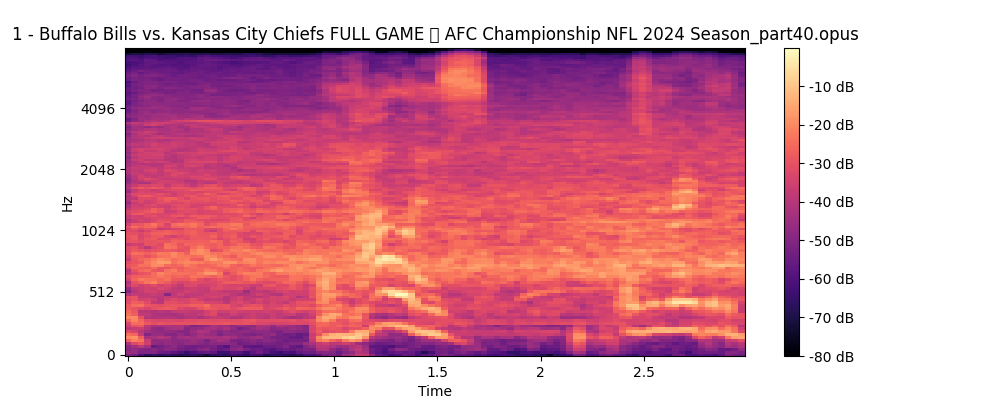 1 - Buffalo Bills vs. Kansas City Chiefs FULL GAME ▯ AFC Championship NFL 2024 Season_part40.opus
Hz
4096
2048
1024
512
0
0 0.5 1 1.5 2 2.5
Time
-10 dB
-20 dB
-30 dB
-40 dB
-50 dB
-60 dB
-70 dB
-80 dB